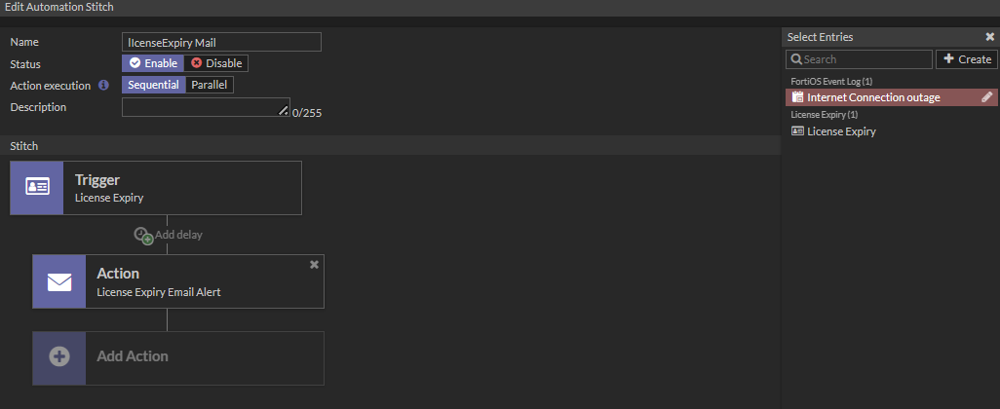 Edit Automation Stitch
Name
lIcenseExpiry Mail
Status
Enable
Disable
Action execution
Sequential
Parallel
Description
0/255
Stitch
Trigger
License Expiry
Add delay
Action
License Expiry Email Alert
Add Action
Select Entries
Search
Create
FortiOS Event Log (1)
Internet Connection outage
License Expiry (1)
License Expiry